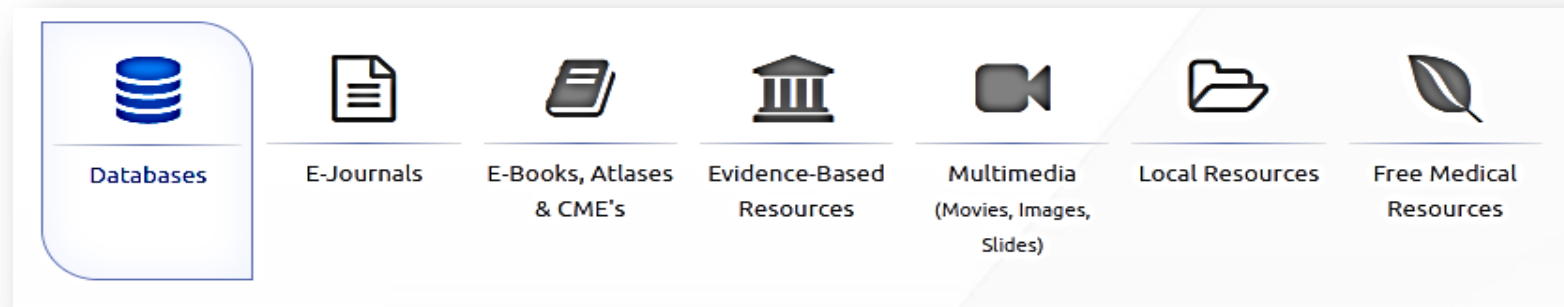 Databases
E-Journals
E-Books, Atlases
& CME's
Evidence-Based
Resources
Multimedia
(Movies, Images,
Slides)
Local Resources
Free Medical
Resources